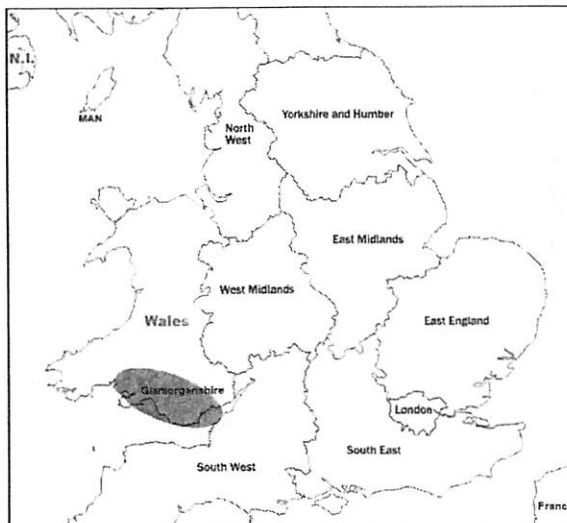 N.I.
MAN
North
West
Yorkshire and Humber
East Midlands
West Midlands
Wales
East England
Glamorganshire
London
South West
South East
Franc